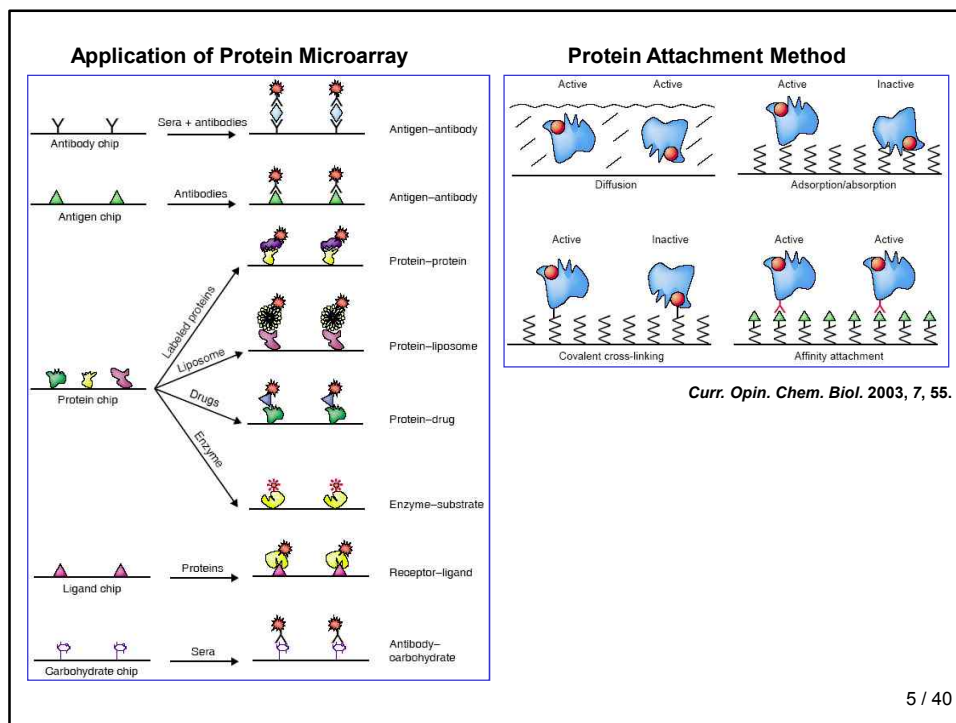 Application of Protein Microarray
Sera + antibodies
Antibody chip
Antigen–antibody
Antibodies
Antigen chip
Antigen–antibody
Protein–protein
Labeled proteins
Liposome
Protein–liposome
Protein chip
Drugs
Protein–drug
Enzyme
Enzyme–substrate
Proteins
Ligand chip
Receptor–ligand
Sera
Carbohydrate chip
Antibody–
carbohydrate
Protein Attachment Method
Active Active
Diffusion
Active Inactive
Adsorption/absorption
Active Inactive
Covalent cross-linking
Active Active
Affinity attachment
Curr. Opin. Chem. Biol. 2003, 7, 55.
5 / 40